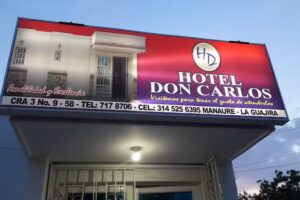 HD
HOTEL
DON CARLOS
Visítenos para tener el gusto de atenderlos
Amabilidad y Excelencia
CRA 3 No. 9 - 58 - TEL: 717 8706 - CEL.: 314 525 6395 MANAURE - LA GUAJIRA